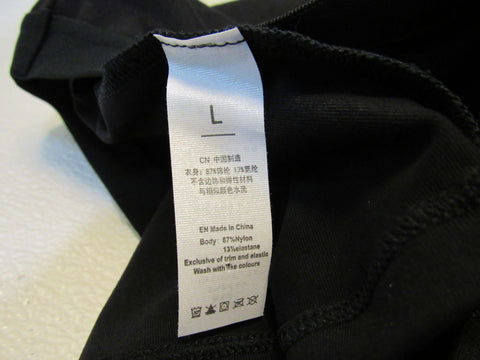 L
CN 中国制造
衣身: 87%锦纶 13%氨纶
不含边饰和弹性材料
与相似颜色水洗
EN Made in China
Body: 87%Nylon
13%elastane
Exclusive of trim and elastic
Wash with like colours